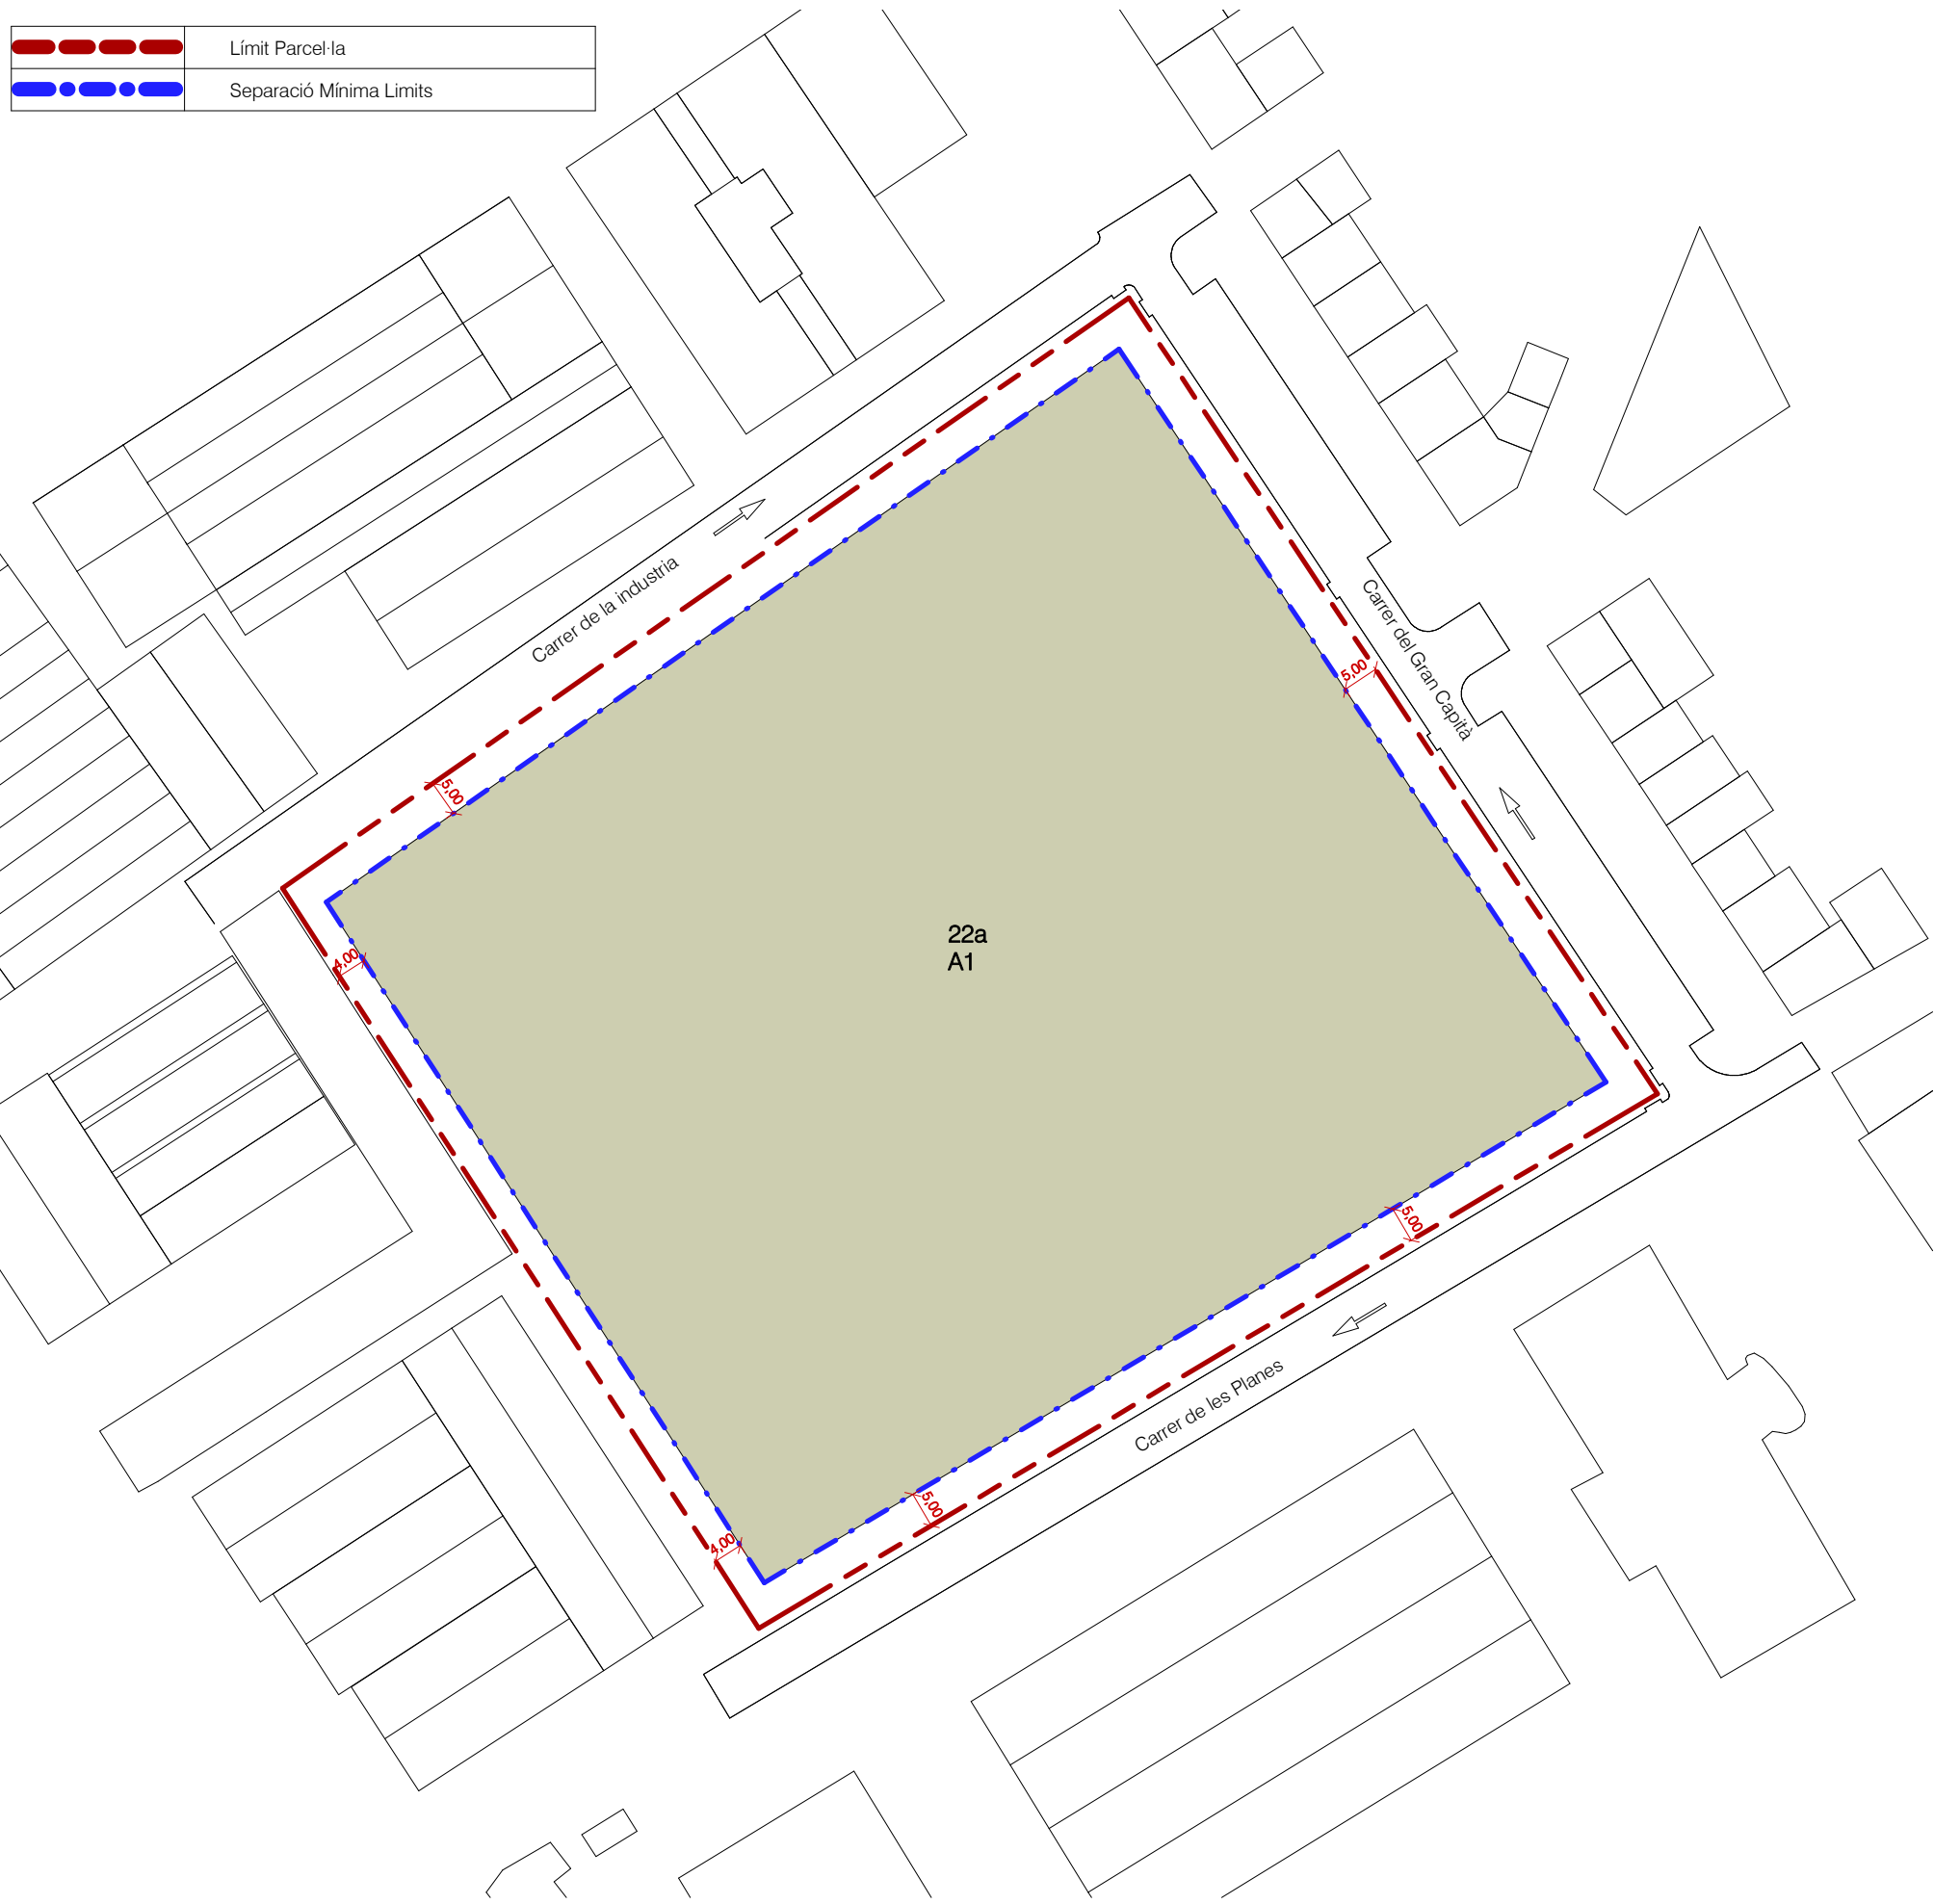 Límit Parcel·la
Separació Mínima Limits
Carrer de la industria
Carrer del Gran Capità
5,00
5,00
4,00
22a
A1
5,00
Carrer de les Planes
5,00
4,00